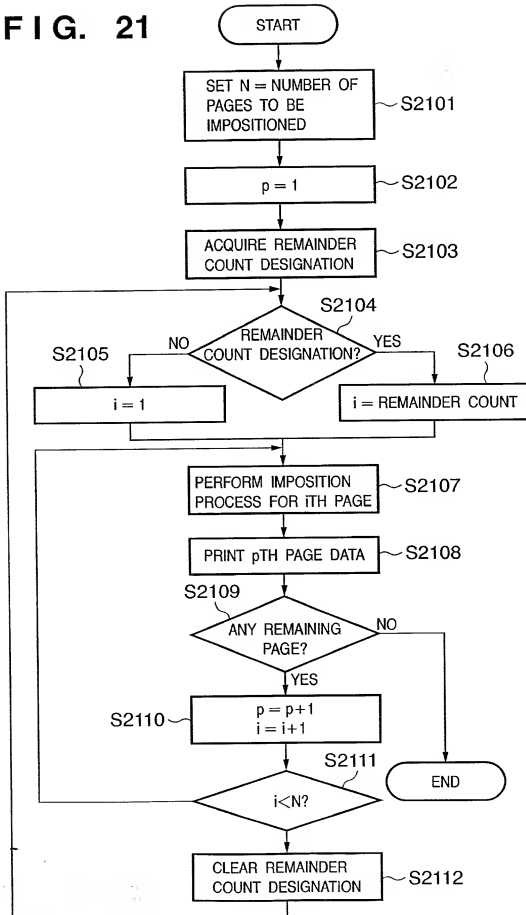 FIG. 21
START
SET N = NUMBER OF
PAGES TO BE
IMPOSITIONED
S2101
p = 1
S2102
ACQUIRE REMAINDER
COUNT DESIGNATION
S2103
S2104
NO
REMAINDER
COUNT DESIGNATION?
YES
S2105
S2106
i = 1
i = REMAINDER COUNT
PERFORM IMPOSITION
PROCESS FOR iTH PAGE
S2107
PRINT pTH PAGE DATA
S2108
S2109
ANY REMAINING
PAGE?
NO
YES
S2110
p = p+1
i = i+1
S2111
i<N?
END
CLEAR REMAINDER
COUNT DESIGNATION
S2112